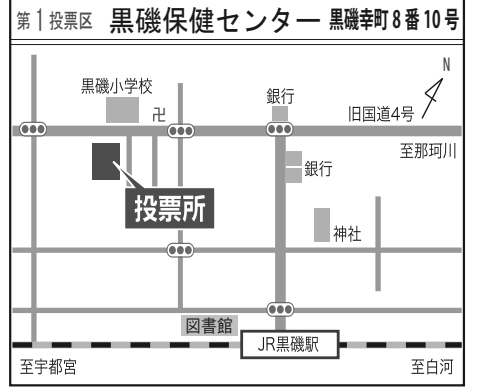 第1投票区 黒磯保健センター 黒磯幸町8番10号
N
黒磯小学校
卍
銀行
旧国道4号
至那珂川
銀行
投票所
神社
図書館
JR黒磯駅
至宇都宮
至白河